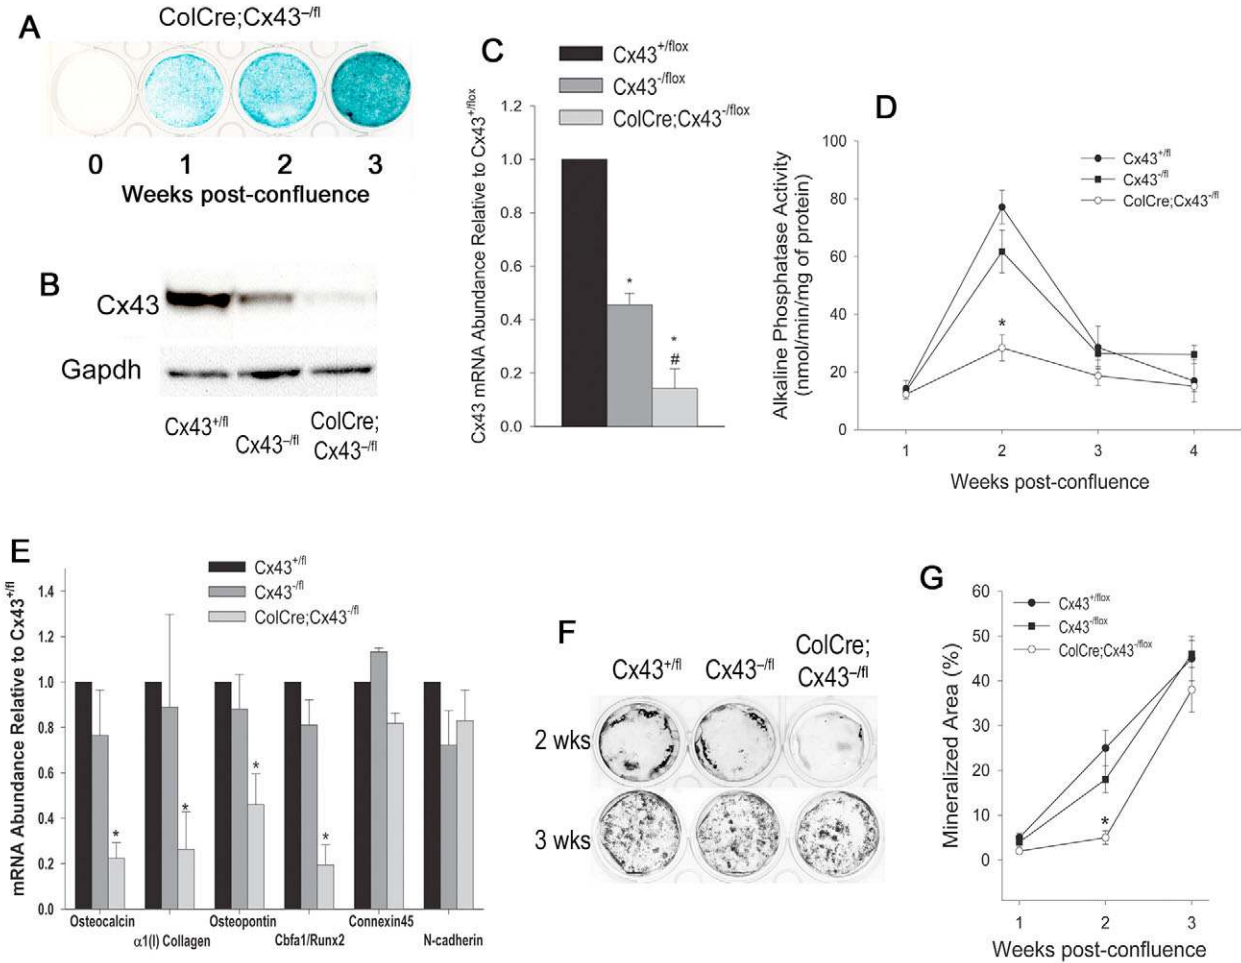 A
ColCre;Cx43–/fl
0 1 2 3
Weeks post-confluence
B
Cx43
Gapdh
Cx43+/fl
Cx43–/fl
ColCre;
Cx43–/fl
C
Cx43+/flox
Cx43-/flox
ColCre;Cx43-/flox
Cx43 mRNA Abundance Relative to Cx43+/flox
1.2
1.0
0.8
0.6
0.4
0.2
0.0
*
*
#
D
Cx43+/fl
Cx43-/fl
ColCre;Cx43-/fl
Alkaline Phosphatase Activity
(nmol/min/mg of protein)
100
80
60
40
20
0
*
1 2 3 4
Weeks post-confluence
E
Cx43+/fl
Cx43-/fl
ColCre;Cx43-/fl
mRNA Abundance Relative to Cx43+/fl
1.4
1.2
1.0
0.8
0.6
0.4
0.2
0.0
* * * *
Osteocalcin
α1(I) Collagen
Osteopontin
Cbfa1/Runx2
Connexin45
N-cadherin
F
Cx43+/fl
Cx43–/fl
ColCre;
Cx43–/fl
2 wks
3 wks
G
Cx43+/flox
Cx43-/flox
ColCre;Cx43-/flox
Mineralized Area (%)
60
50
40
30
20
10
0
*
1 2 3
Weeks post-confluence